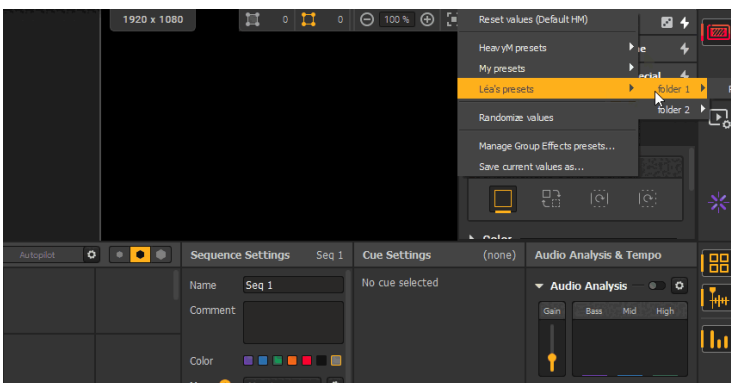 1920 x 1080
0
0
100 %
Reset values (Default HM)
HeavyM presets
My presets
Léa's presets
folder 1
folder 2
Randomize values
Manage Group Effects presets...
Save current values as...
Color
Autopilot
Sequence Settings
Seq 1
Cue Settings
(none)
Audio Analysis & Tempo
Name
Seq 1
No cue selected
Audio Analysis
Comment
Gain
Bass
Mid
High
Color